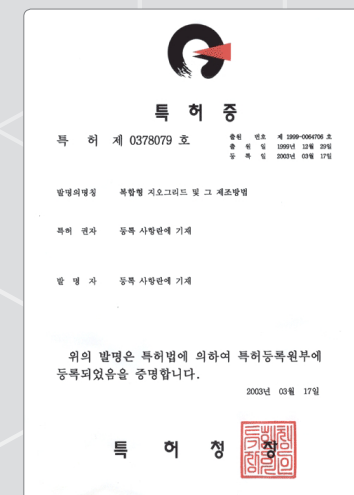 특허증
특 허 제 0378079 호
출원 번호 제 1999-0064706 호
출 원 일 1999년 12월 29일
등 록 일 2003년 03월 17일
발명의명칭 복합형 지오그리드 및 그 제조방법
특허 권자 등록 사항란에 기재
발 명 자 등록 사항란에 기재
위의 발명은 특허법에 의하여 특허등록원부에
등록되었음을 증명합니다.
2003년 03월 17일
특 허 청 장